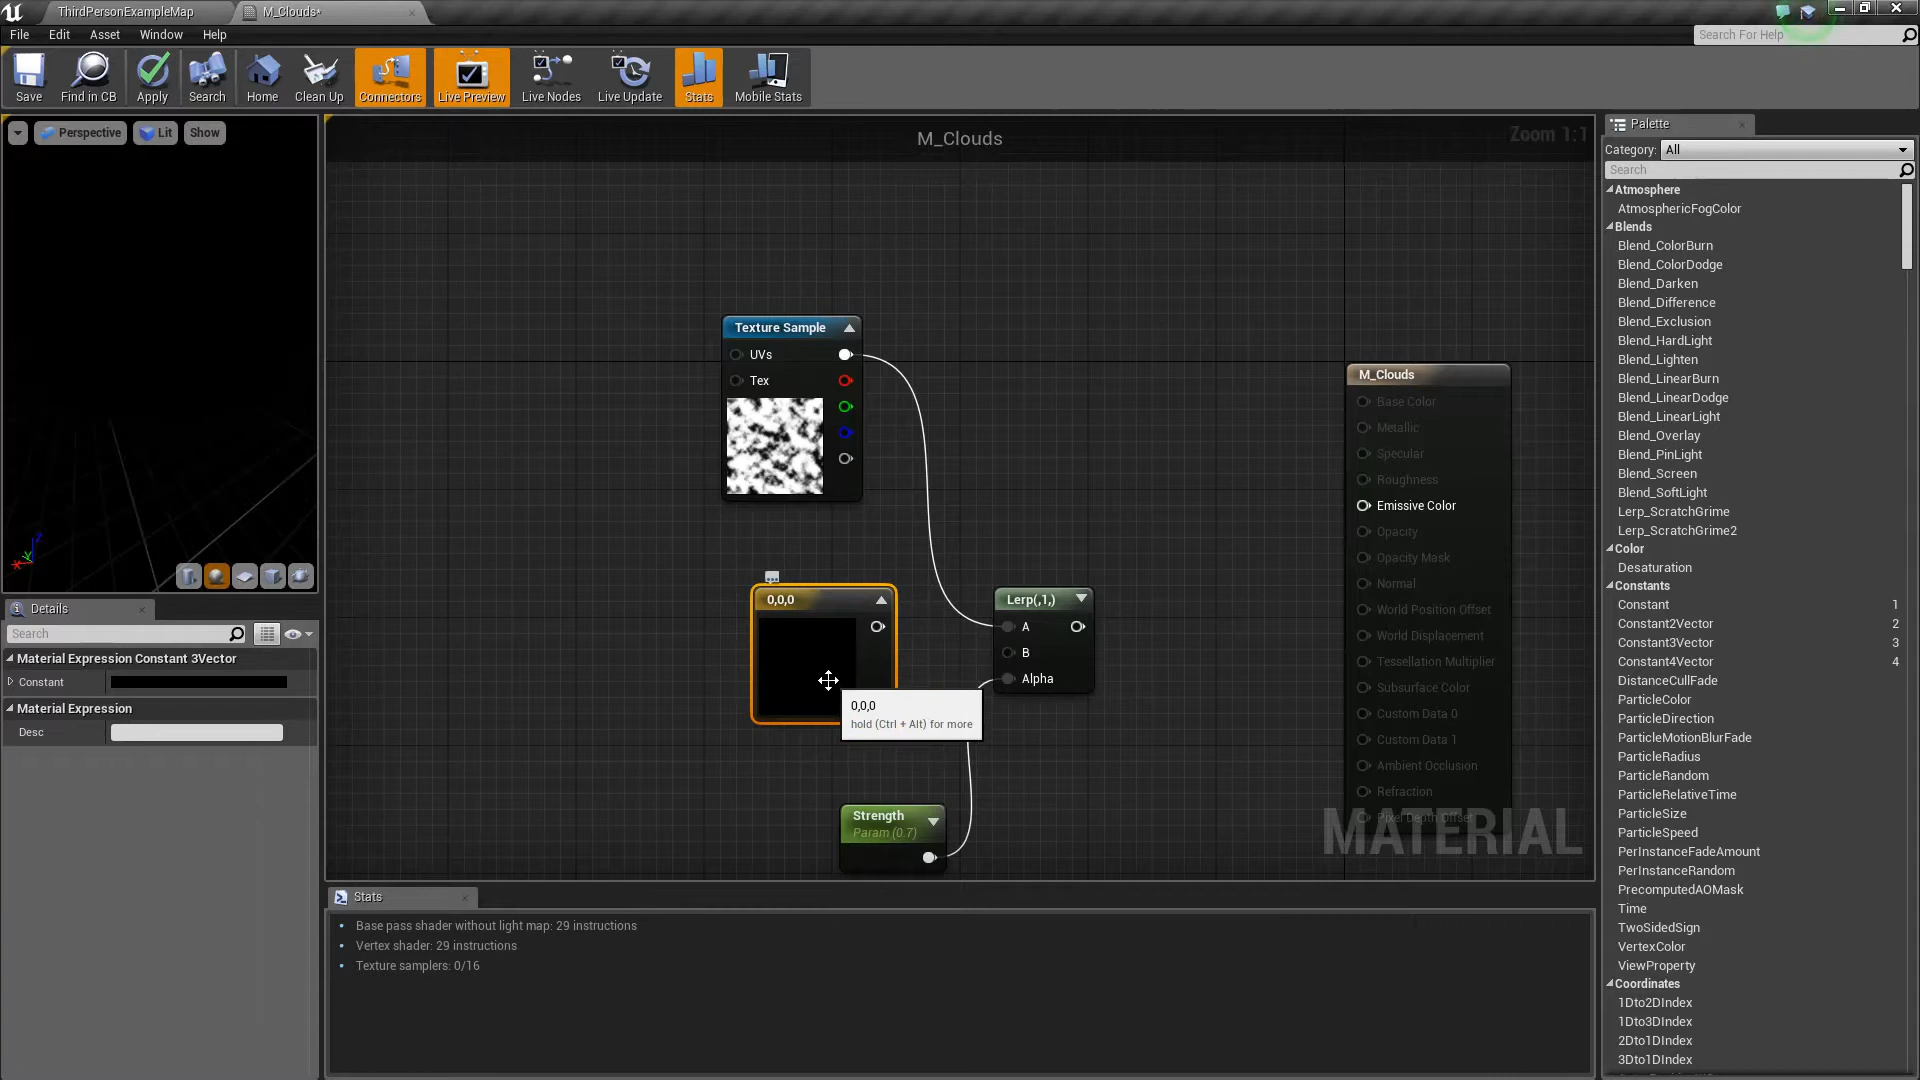 ThirdPersonExampleMap
M_Clouds*
File
Edit
Asset
Window
Help
Search For Help
Save
Find in CB
Apply
Search
Home
Clean Up
Connectors
Live Preview
Live Nodes
Live Update
Stats
Mobile Stats
Perspective
Lit
Show
M_Clouds
Zoom 1:1
Palette
Category:
All
Search
Atmosphere
AtmosphericFogColor
Blends
Blend_ColorBurn
Blend_ColorDodge
Blend_Darken
Blend_Difference
Blend_Exclusion
Blend_HardLight
Blend_Lighten
Blend_LinearBurn
Blend_LinearDodge
Blend_LinearLight
Blend_Overlay
Blend_PinLight
Blend_Screen
Blend_SoftLight
Lerp_ScratchGrime
Lerp_ScratchGrime2
Color
Desaturation
Constants
Constant 1
Constant2Vector 2
Constant3Vector 3
Constant4Vector 4
DistanceCullFade
ParticleColor
ParticleDirection
ParticleMotionBlurFade
ParticleRadius
ParticleRandom
ParticleRelativeTime
ParticleSize
ParticleSpeed
PerInstanceFadeAmount
PerInstanceRandom
PrecomputedAOMask
Time
TwoSidedSign
VertexColor
ViewProperty
Coordinates
1Dto2DIndex
1Dto3DIndex
2Dto1DIndex
3Dto1DIndex
Texture Sample
UVs
Tex
0,0,0
0,0,0
hold (Ctrl + Alt) for more
Lerp(,1,)
A
B
Alpha
Strength
Param (0.7)
M_Clouds
Base Color
Metallic
Specular
Roughness
Emissive Color
Opacity
Opacity Mask
Normal
World Position Offset
World Displacement
Tessellation Multiplier
Subsurface Color
Custom Data 0
Custom Data 1
Ambient Occlusion
Refraction
Pixel Depth Offset
MATERIAL
Details
Search
Material Expression Constant 3Vector
Constant
Material Expression
Desc
Stats
Base pass shader without light map: 29 instructions
Vertex shader: 29 instructions
Texture samplers: 0/16